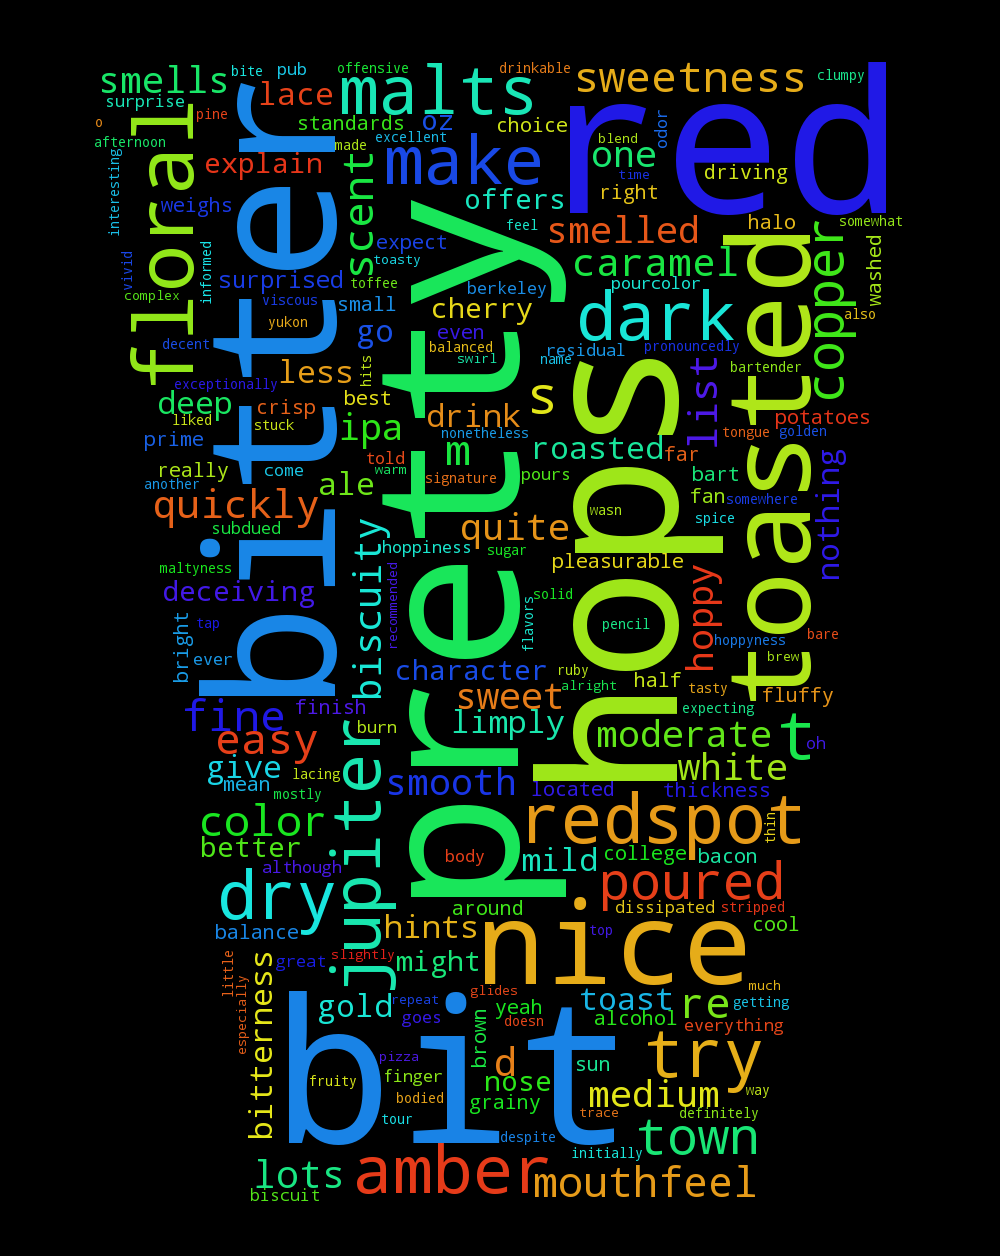 smells
bite
pub
offensive
drinkable
sweetness
clumpy
surprise
lace
malts
red
o
pine
standards
oz
choice
odor
afternoon
floral
bitter
made
excellent
blend
one
interesting
explain
scent
make
time
driving
weighs
offers
right
halo
somewhat
feel
smelled
informed
expect
toasty
caramel
copper
washed
vivid
surprised
toffee
pretty
pourcolor
toasted
complex
viscous
small
berkeley
dark
also
yukon
cherry
decent
go
even
balanced
swirl
name
residual
pronouncedly
exceptionally
less
hits
list
bartender
deep
crisp
best
s
hops
potatoes
liked
stuck
ipa
drink
tongue
golden
prime
nonetheless
m
roasted
far
really
come
told
warm
signature
pours
bart
nothing
another
ale
fan
somewhere
quickly
wasn
spice
subdued
quite
hoppiness
sugar
pleasurable
maltyness
biscuity
recommended
deceiving
solid
hoppy
tap
flavors
pencil
hoppyness
bare
bright
ever
brew
character
ruby
alright
half
tasty
fluffy
fine
finish
sweet
expecting
easy
burn
limply
moderate
t
oh
give
mean
lacing
white
mostly
smooth
located
thickness
color
jupiter
redspot
thin
better
although
body
mild
college
bacon
dry
poured
around
dissipated
stripped
balance
hints
nice
top
cool
great
slightly
might
little
especially
bitterness
glides
much
gold
repeat
yeah
toast
re
getting
goes
doesn
alcohol
everything
brown
bit
pizza
d
sun
try
fruity
finger
nose
medium
way
bodied
grainy
trace
definitely
tour
despite
town
initially
lots
amber
mouthfeel
biscuit